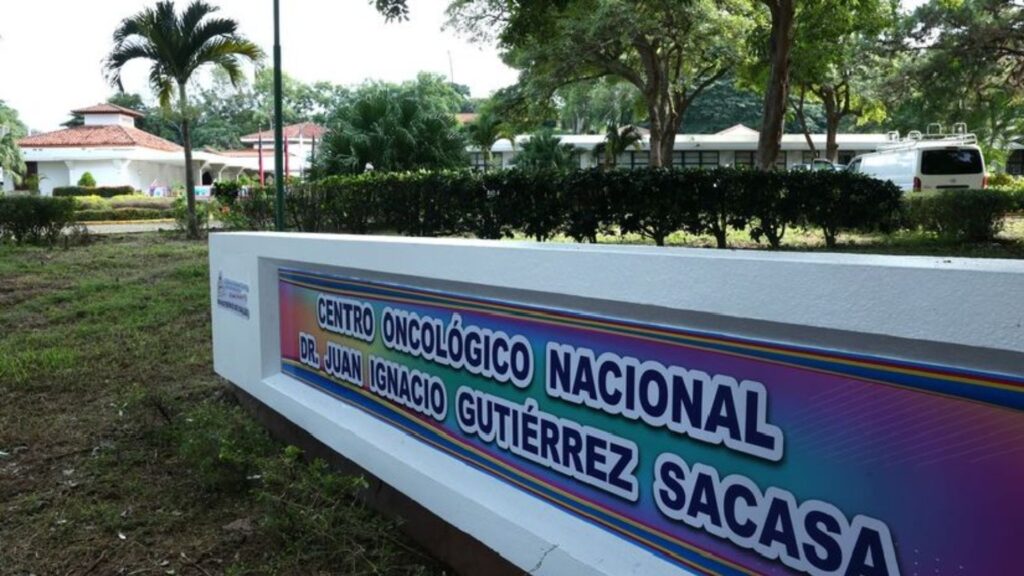 CENTRO ONCOLÓGICO NACIONAL
DR. JUAN IGNACIO GUTIÉRREZ SACASA